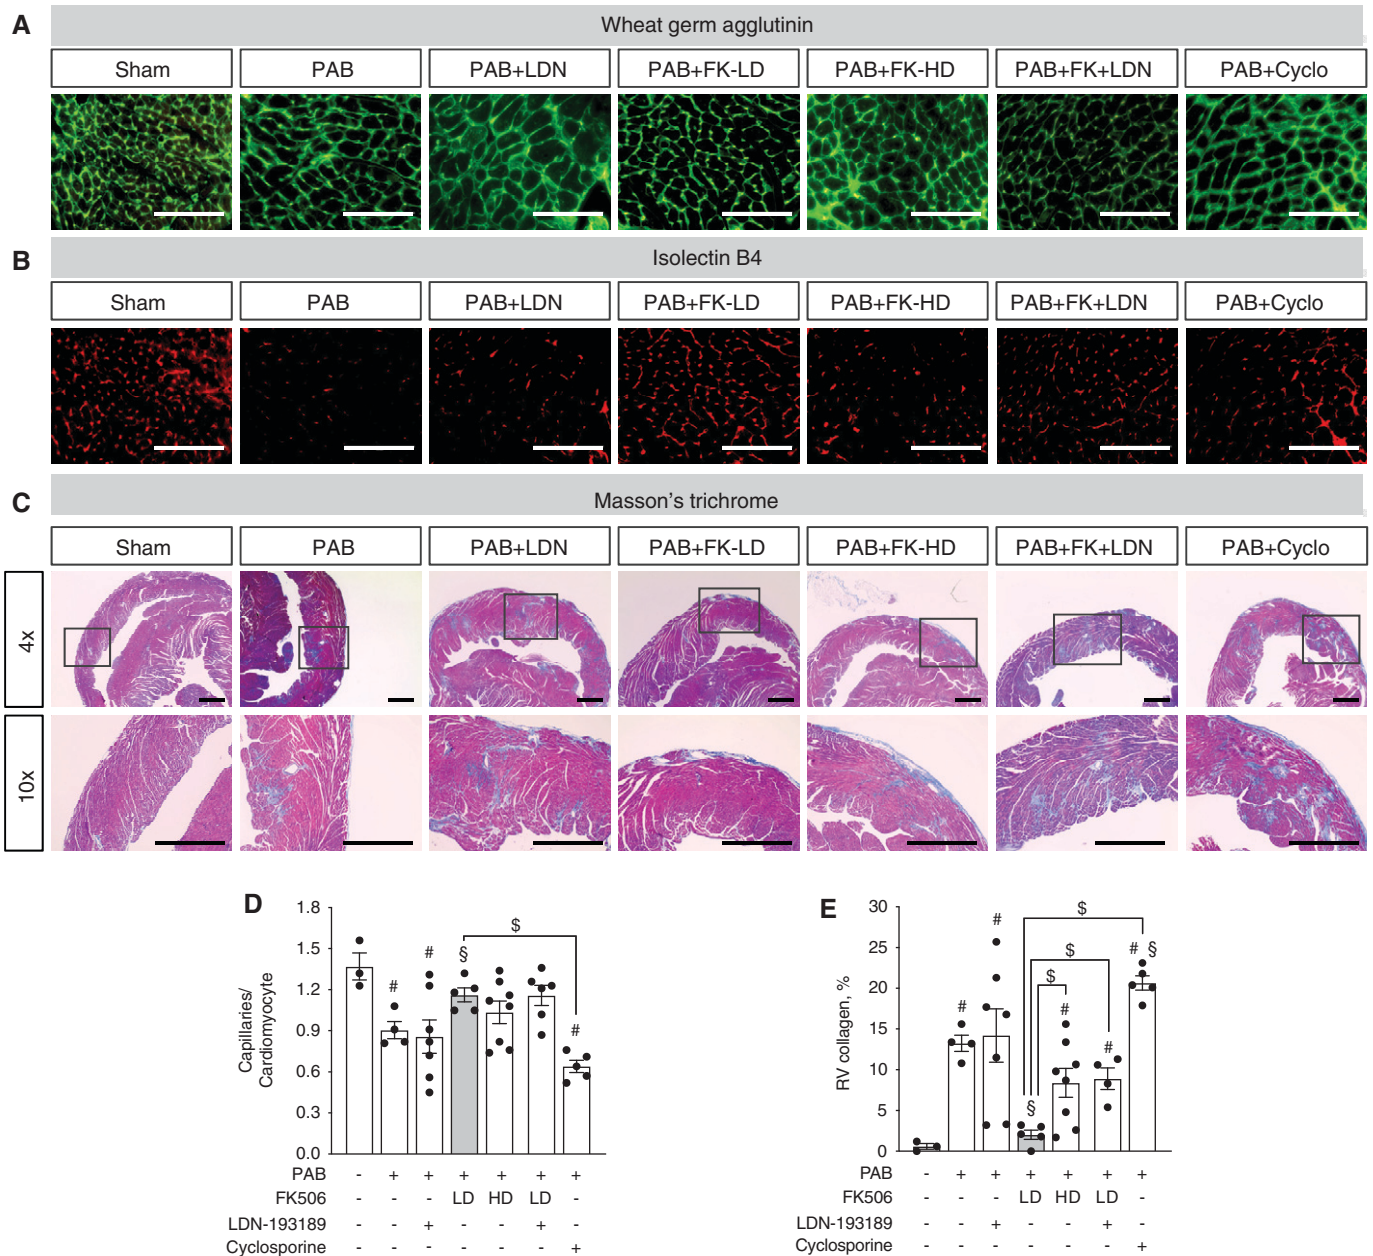 A
Wheat germ agglutinin
Sham PAB PAB+LDN PAB+FK-LD PAB+FK-HD PAB+FK+LDN PAB+Cyclo
B
Isolectin B4
Sham PAB PAB+LDN PAB+FK-LD PAB+FK-HD PAB+FK+LDN PAB+Cyclo
C
Masson's trichrome
Sham PAB PAB+LDN PAB+FK-LD PAB+FK-HD PAB+FK+LDN PAB+Cyclo
4x
10x
D
Capillaries/
Cardiomyocyte
1.8
1.5
1.2
0.9
0.6
0.3
0.0
# # § $ #
PAB - + + + + + +
FK506 - - - LD HD LD -
LDN-193189 - - + - - + -
Cyclosporine - - - - - - +
E
RV collagen, %
30
25
20
15
10
5
0
# # § $ # $ # $ # §
PAB - + + + + + +
FK506 - - - LD HD LD -
LDN-193189 - - + - - + -
Cyclosporine - - - - - - +